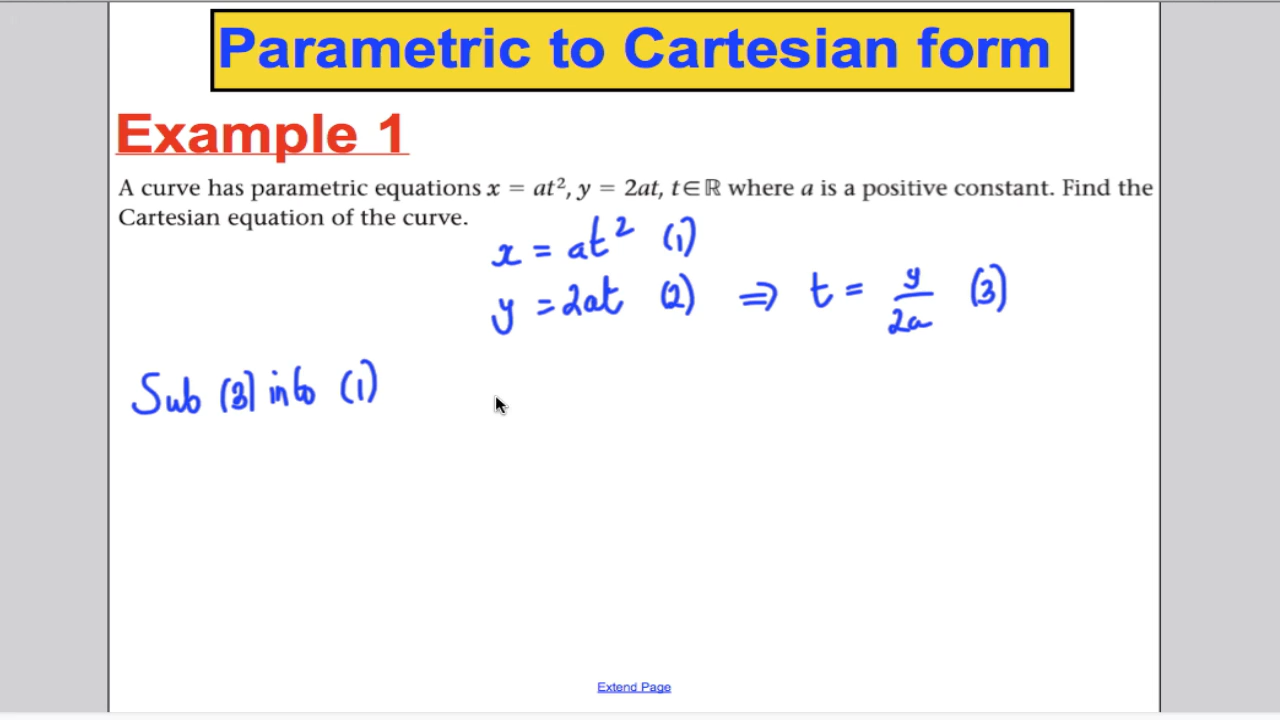 Parametric to Cartesian form
Example 1
A curve has parametric equations x = at², y = 2at, t∈ℝ where a is a positive constant. Find the
Cartesian equation of the curve.
x = at² (1)
y = 2at (2) ⇒ t = y/2a (3)
Sub (3) into (1)
Extend Page